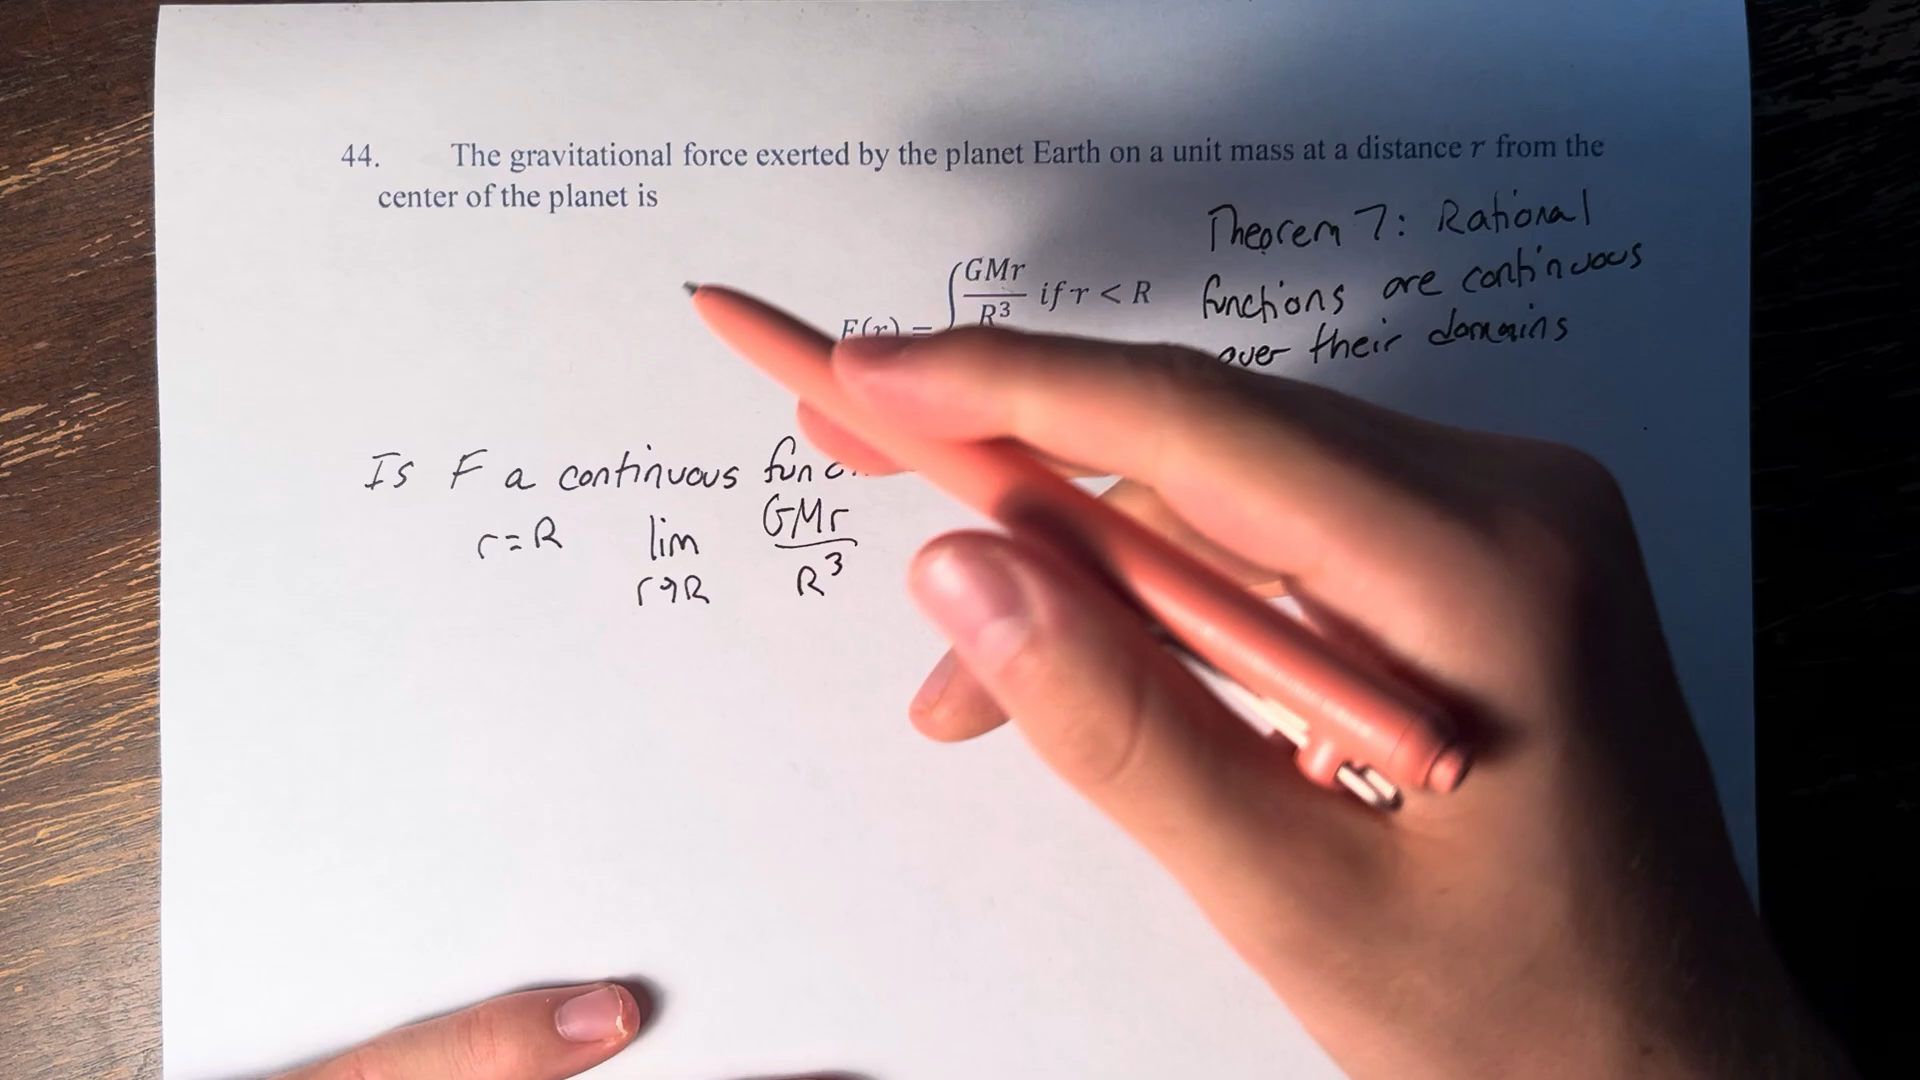 44. The gravitational force exerted by the planet Earth on a unit mass at a distance r from the
center of the planet is
Theorem 7: Rational
functions are continuous
over their domains
F(r) = { GMr / R³ if r < R
Is F a continuous
r=R lim r→R GMr / R³